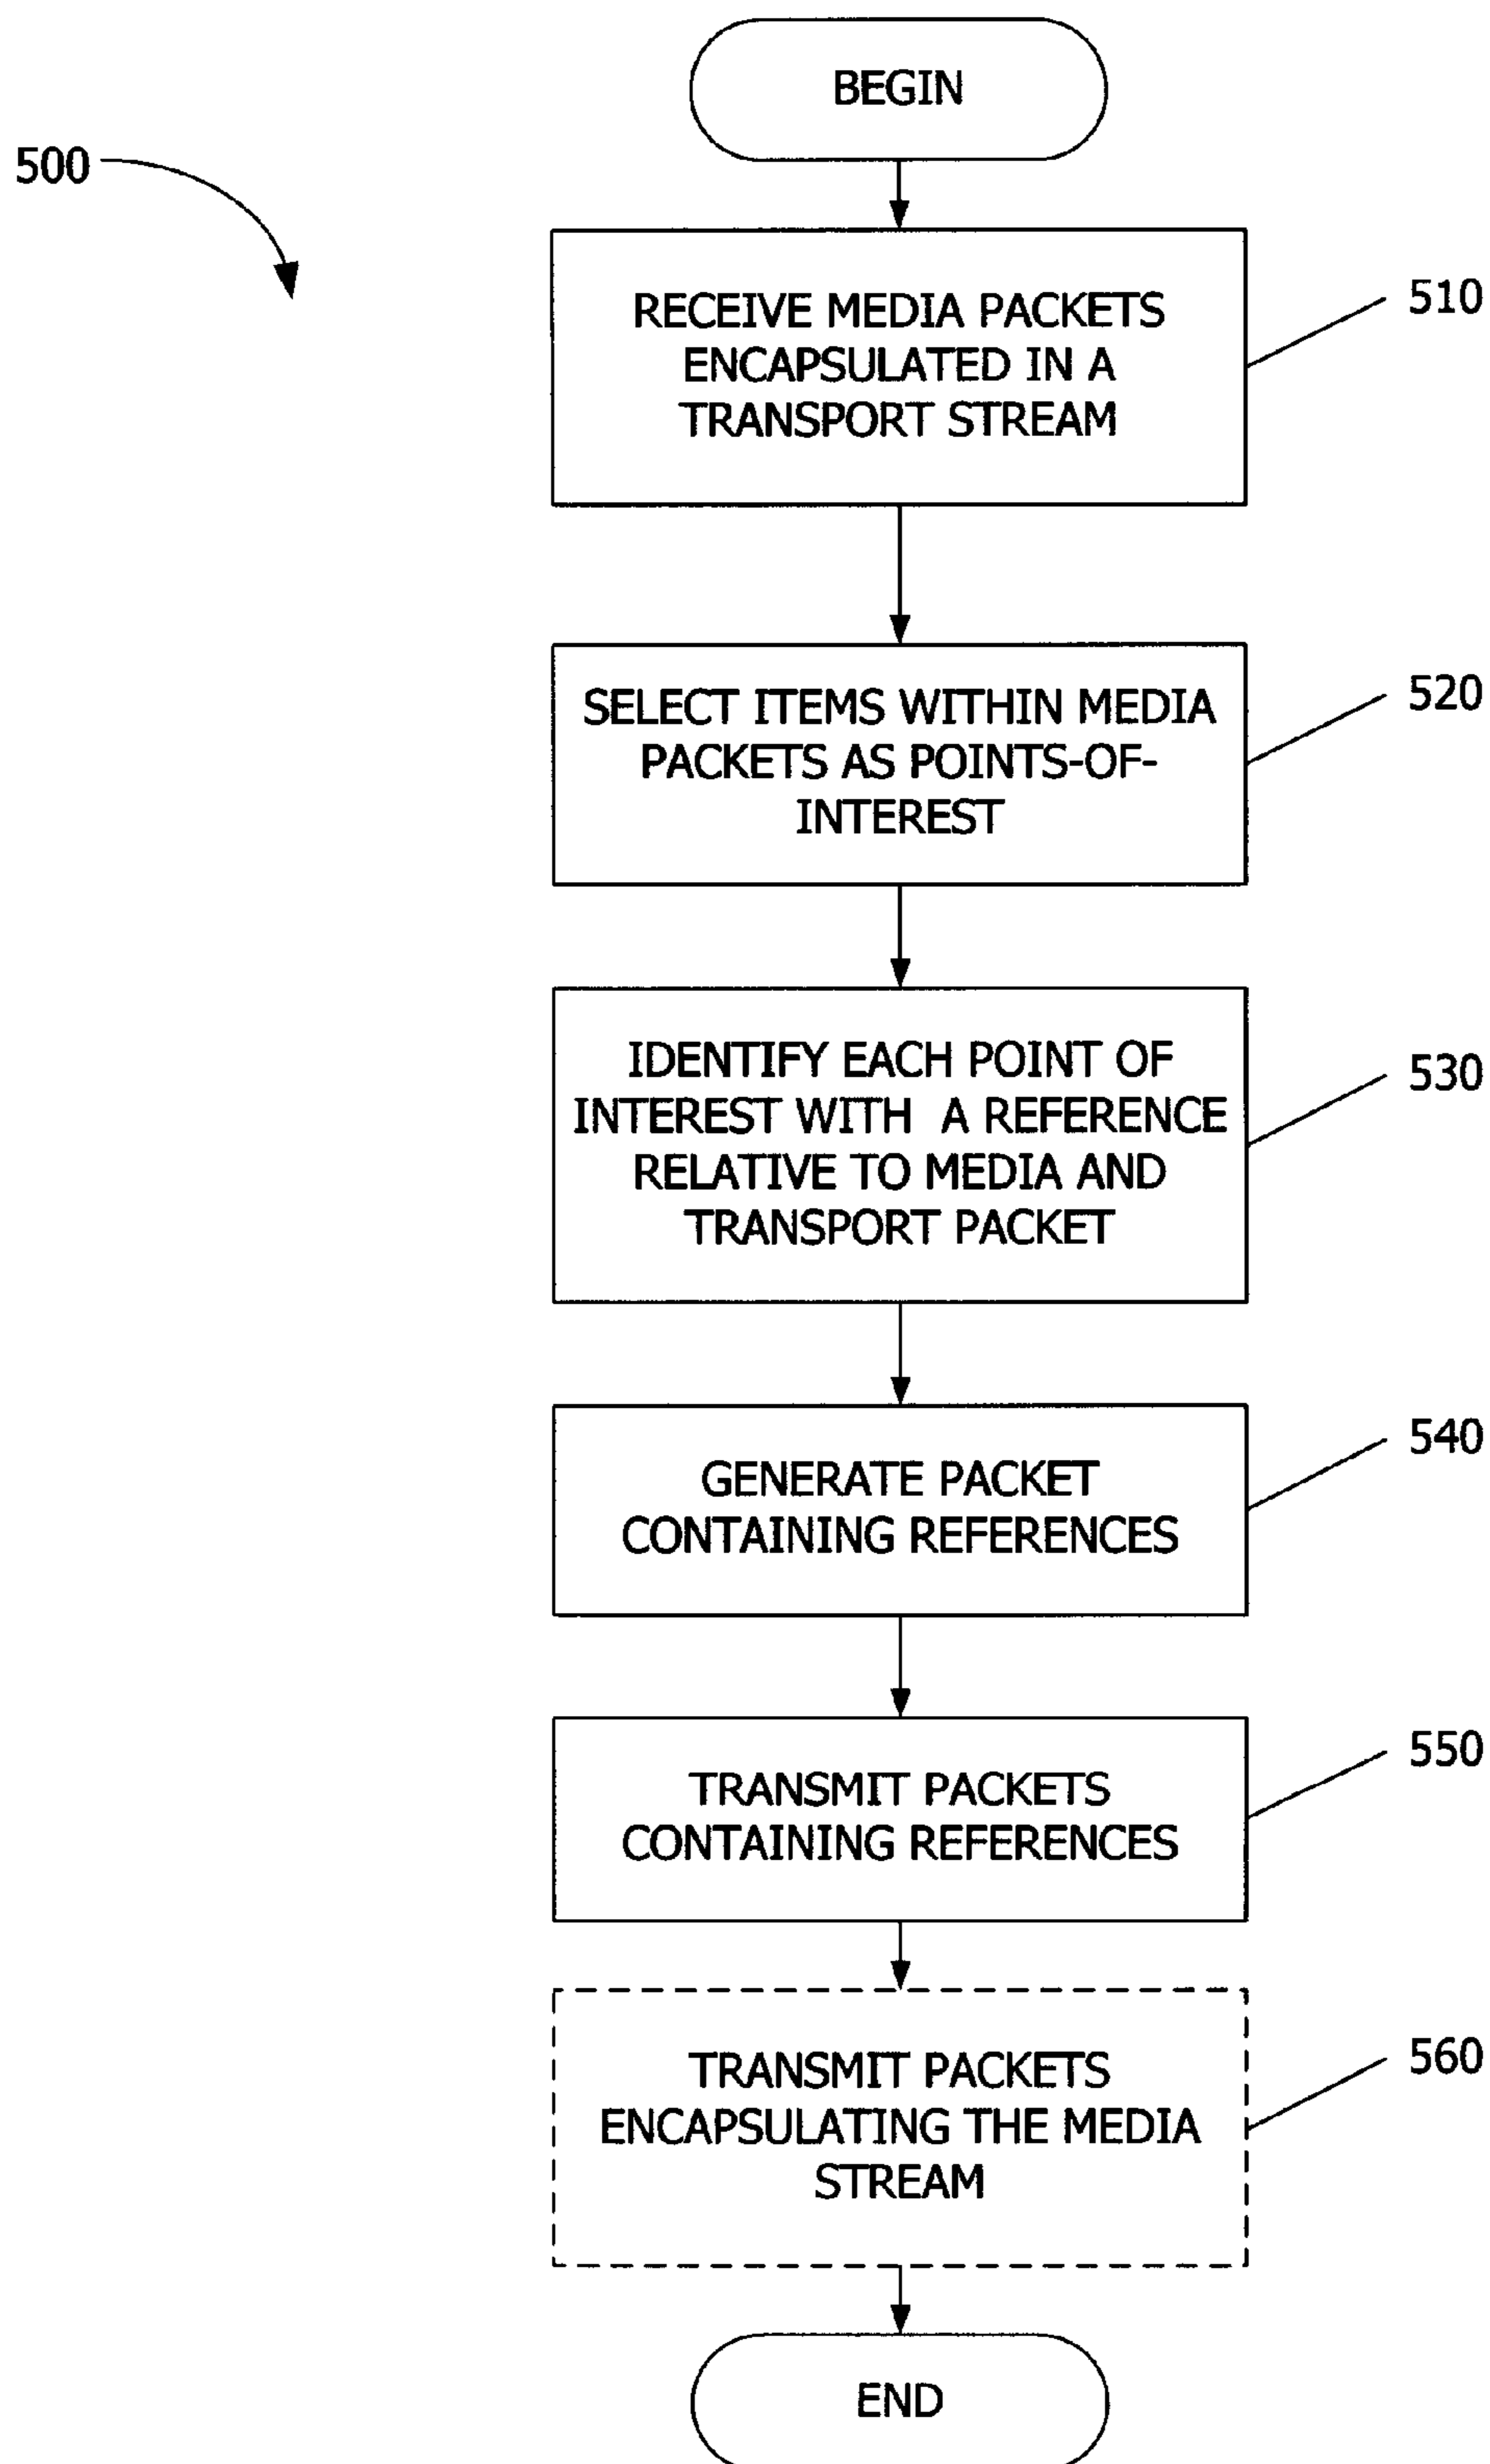 BEGIN
500
RECEIVE MEDIA PACKETS
ENCAPSULATED IN A
TRANSPORT STREAM
510
SELECT ITEMS WITHIN MEDIA
PACKETS AS POINTS-OF-
INTEREST
520
IDENTIFY EACH POINT OF
INTEREST WITH A REFERENCE
RELATIVE TO MEDIA AND
TRANSPORT PACKET
530
GENERATE PACKET
CONTAINING REFERENCES
540
TRANSMIT PACKETS
CONTAINING REFERENCES
550
TRANSMIT PACKETS
ENCAPSULATING THE MEDIA
STREAM
560
END